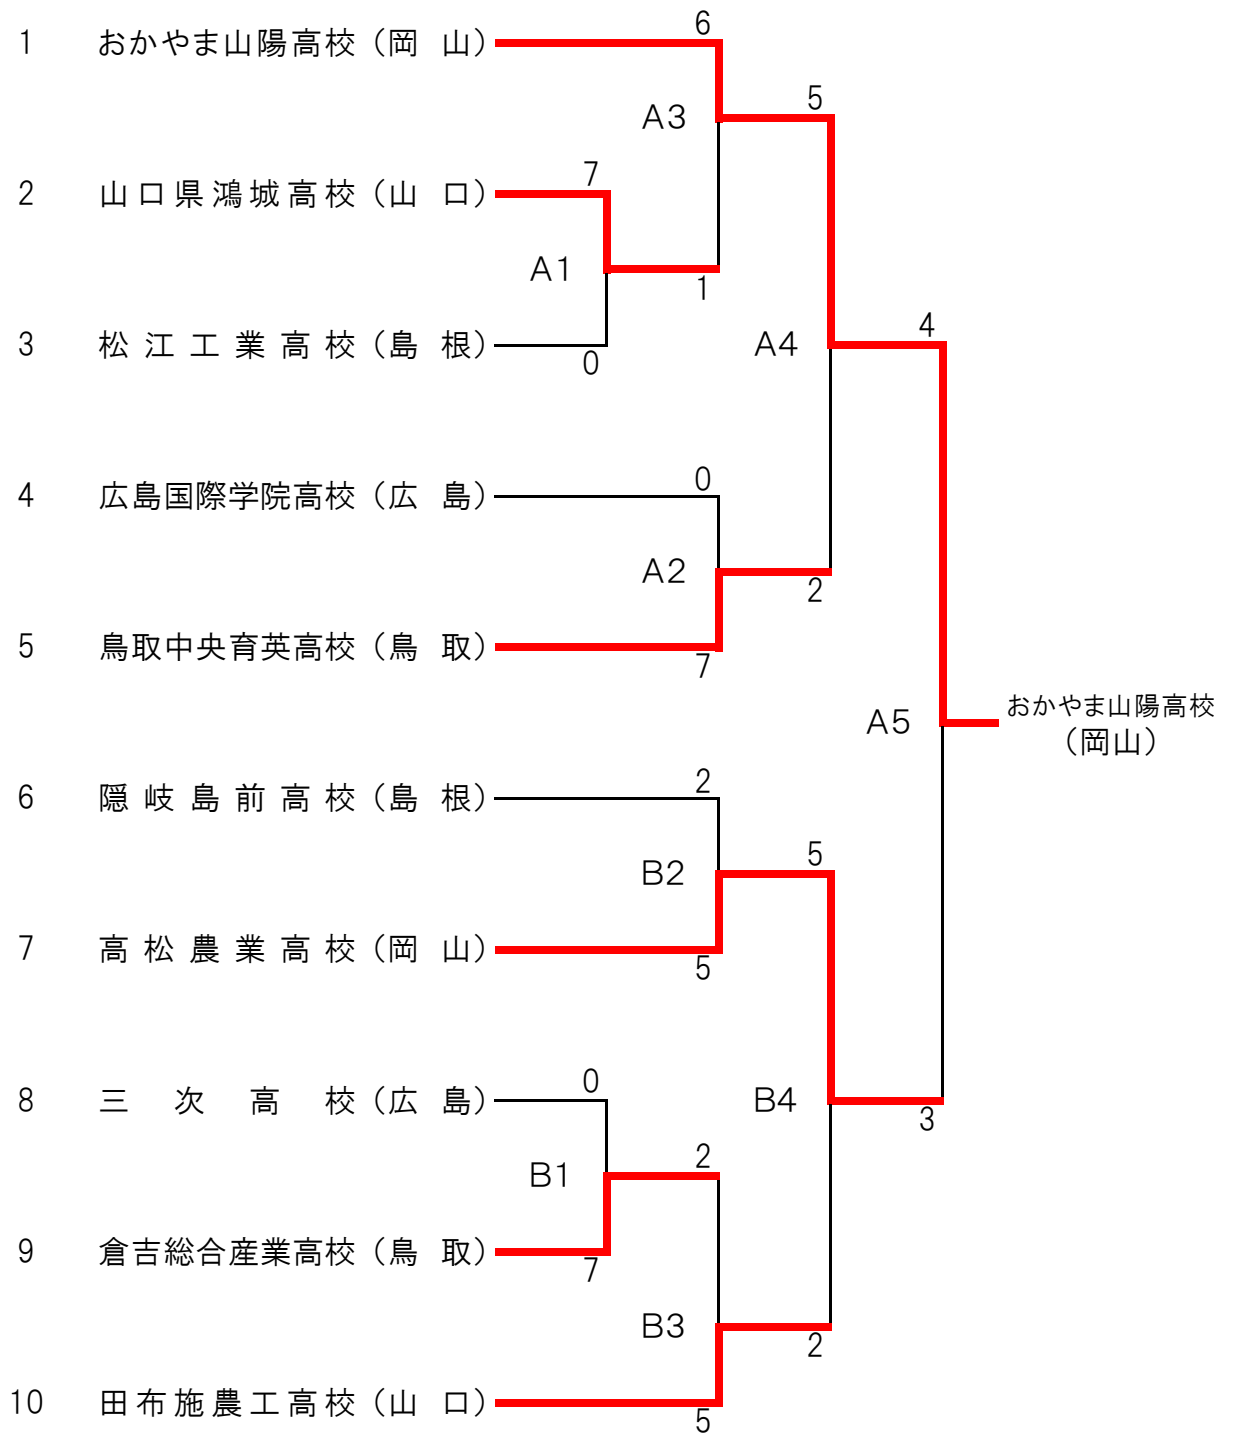 6
1 おかやま山陽高校（岡 山）
5
A3
7
2 山口県鴻城高校（山 口）
A1
1
4
3 松江工業高校（島 根）
A4
0
0
4 広島国際学院高校（広 島）
A2
2
5 鳥取中央育英高校（鳥 取）
7
おかやま山陽高校
A5
（岡山）
2
6 隠岐島前高校（島 根）
5
B2
7 高松農業高校（岡 山）
5
0
8 三次高校（広 島）
B4
3
2
B1
9 倉吉総合産業高校（鳥 取）
7
B3
2
10 田布施農工高校（山 口）
5